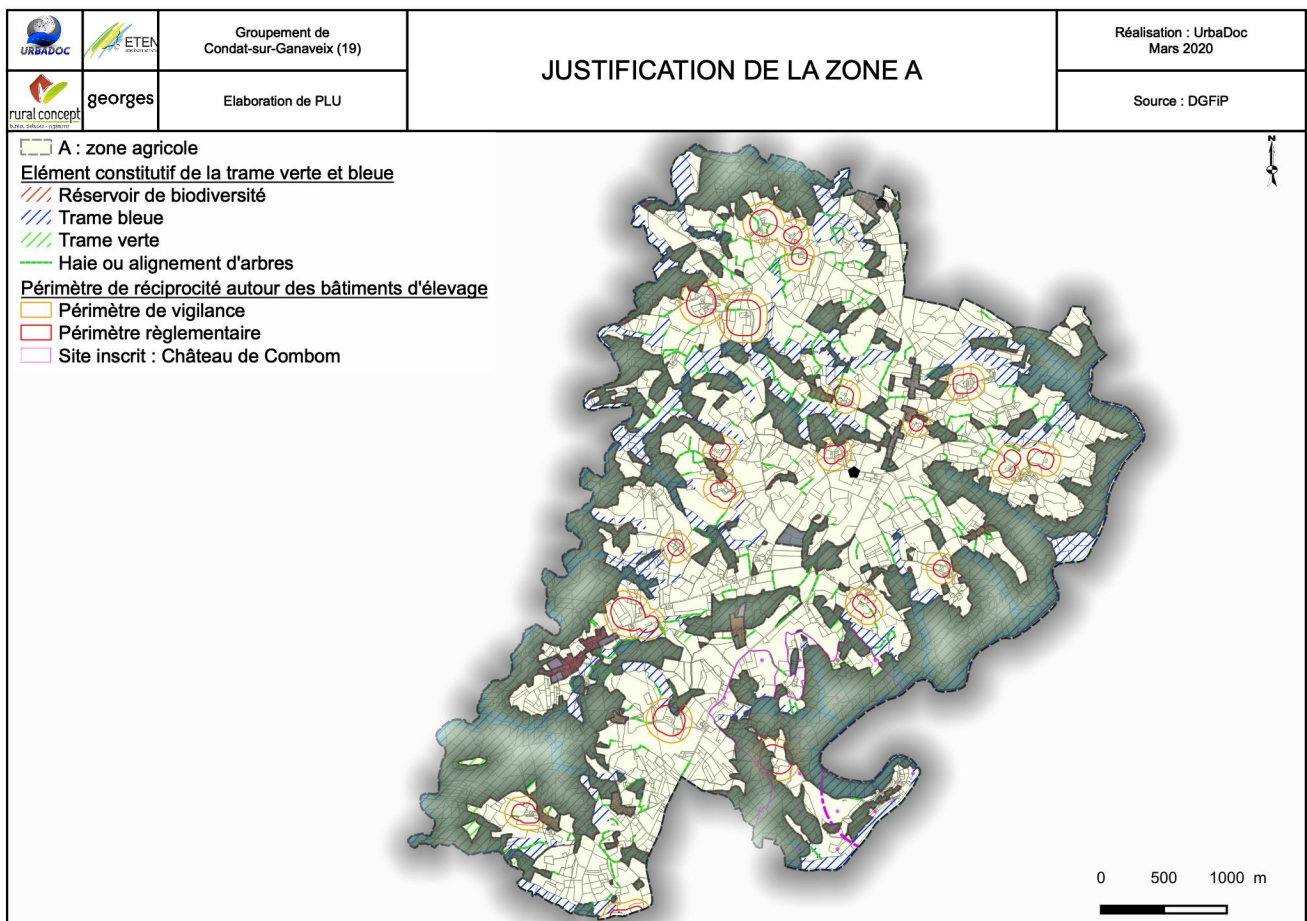 URBADOC
ETEN
Groupement de
Condat-sur-Ganaveix (19)
rural concept
georges
Elaboration de PLU
JUSTIFICATION DE LA ZONE A
Réalisation : UrbaDoc
Mars 2020
Source : DGFiP
A : zone agricole
Elément constitutif de la trame verte et bleue
Réservoir de biodiversité
Trame bleue
Trame verte
Haie ou alignement d'arbres
Périmètre de réciprocité autour des bâtiments d'élevage
Périmètre de vigilance
Périmètre règlementaire
Site inscrit : Château de Combom
N
0 500 1000 m